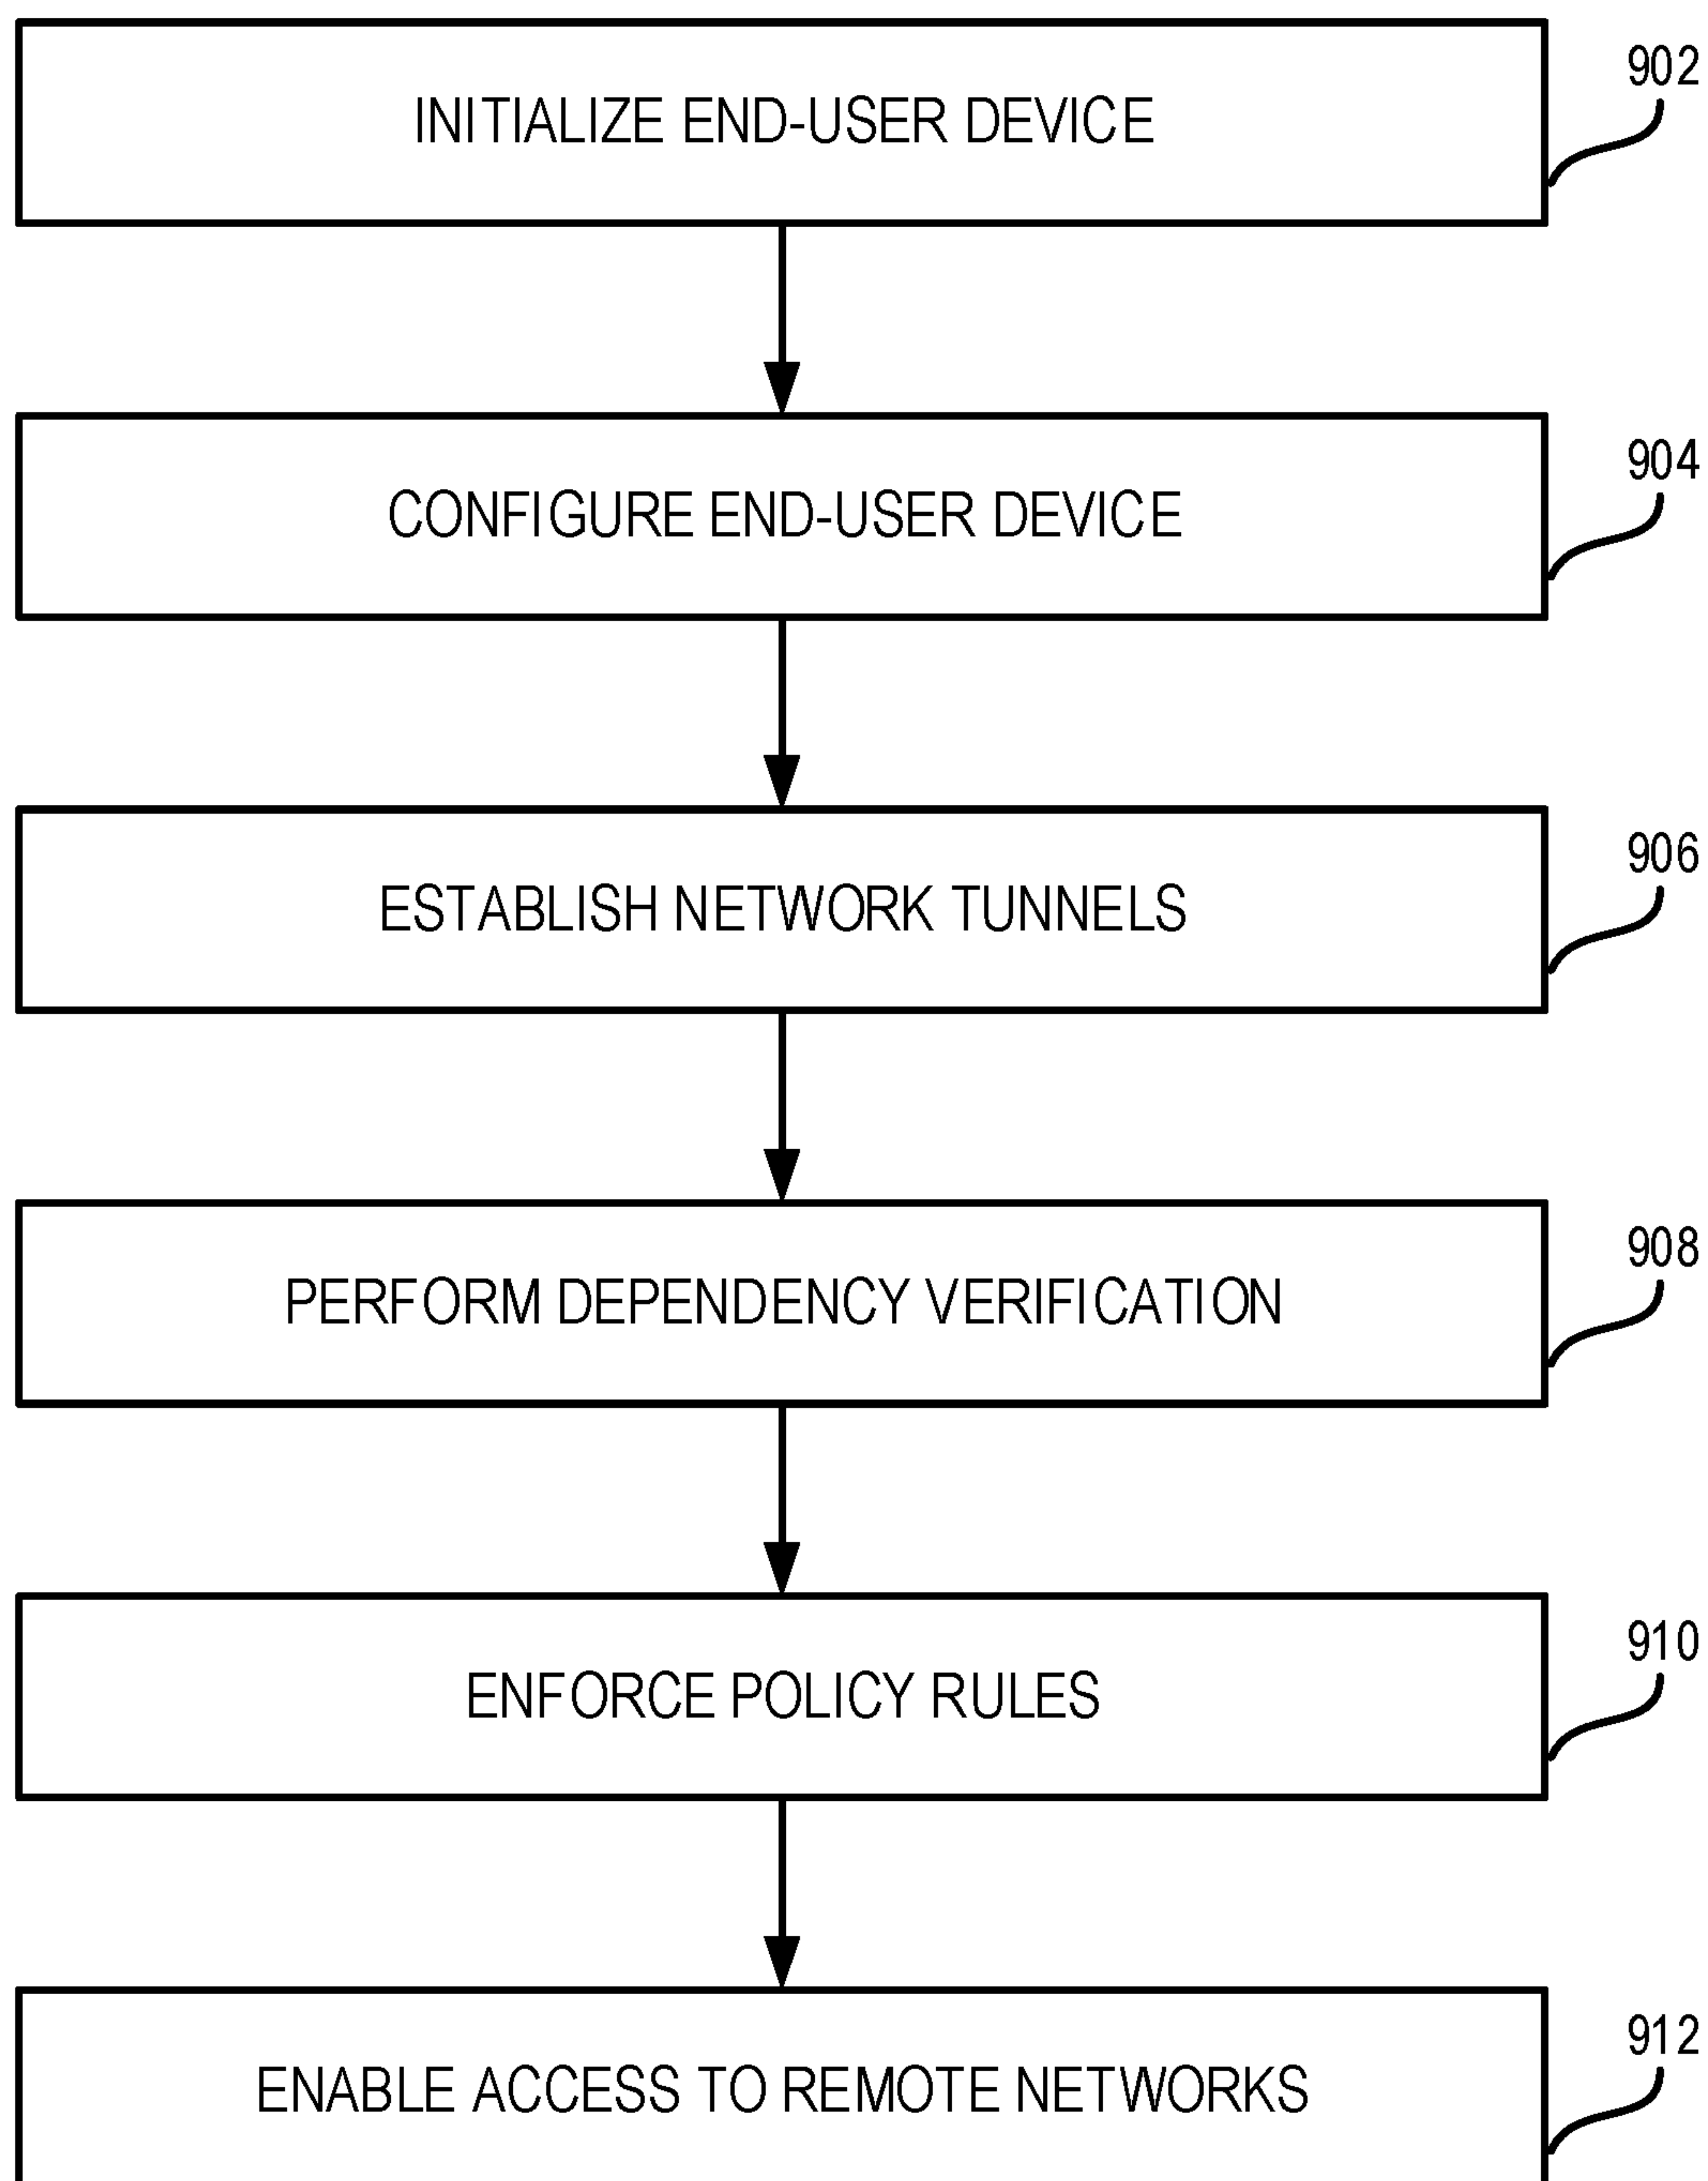 INITIALIZE END-USER DEVICE
902
CONFIGURE END-USER DEVICE
904
ESTABLISH NETWORK TUNNELS
906
PERFORM DEPENDENCY VERIFICATION
908
ENFORCE POLICY RULES
910
ENABLE ACCESS TO REMOTE NETWORKS
912